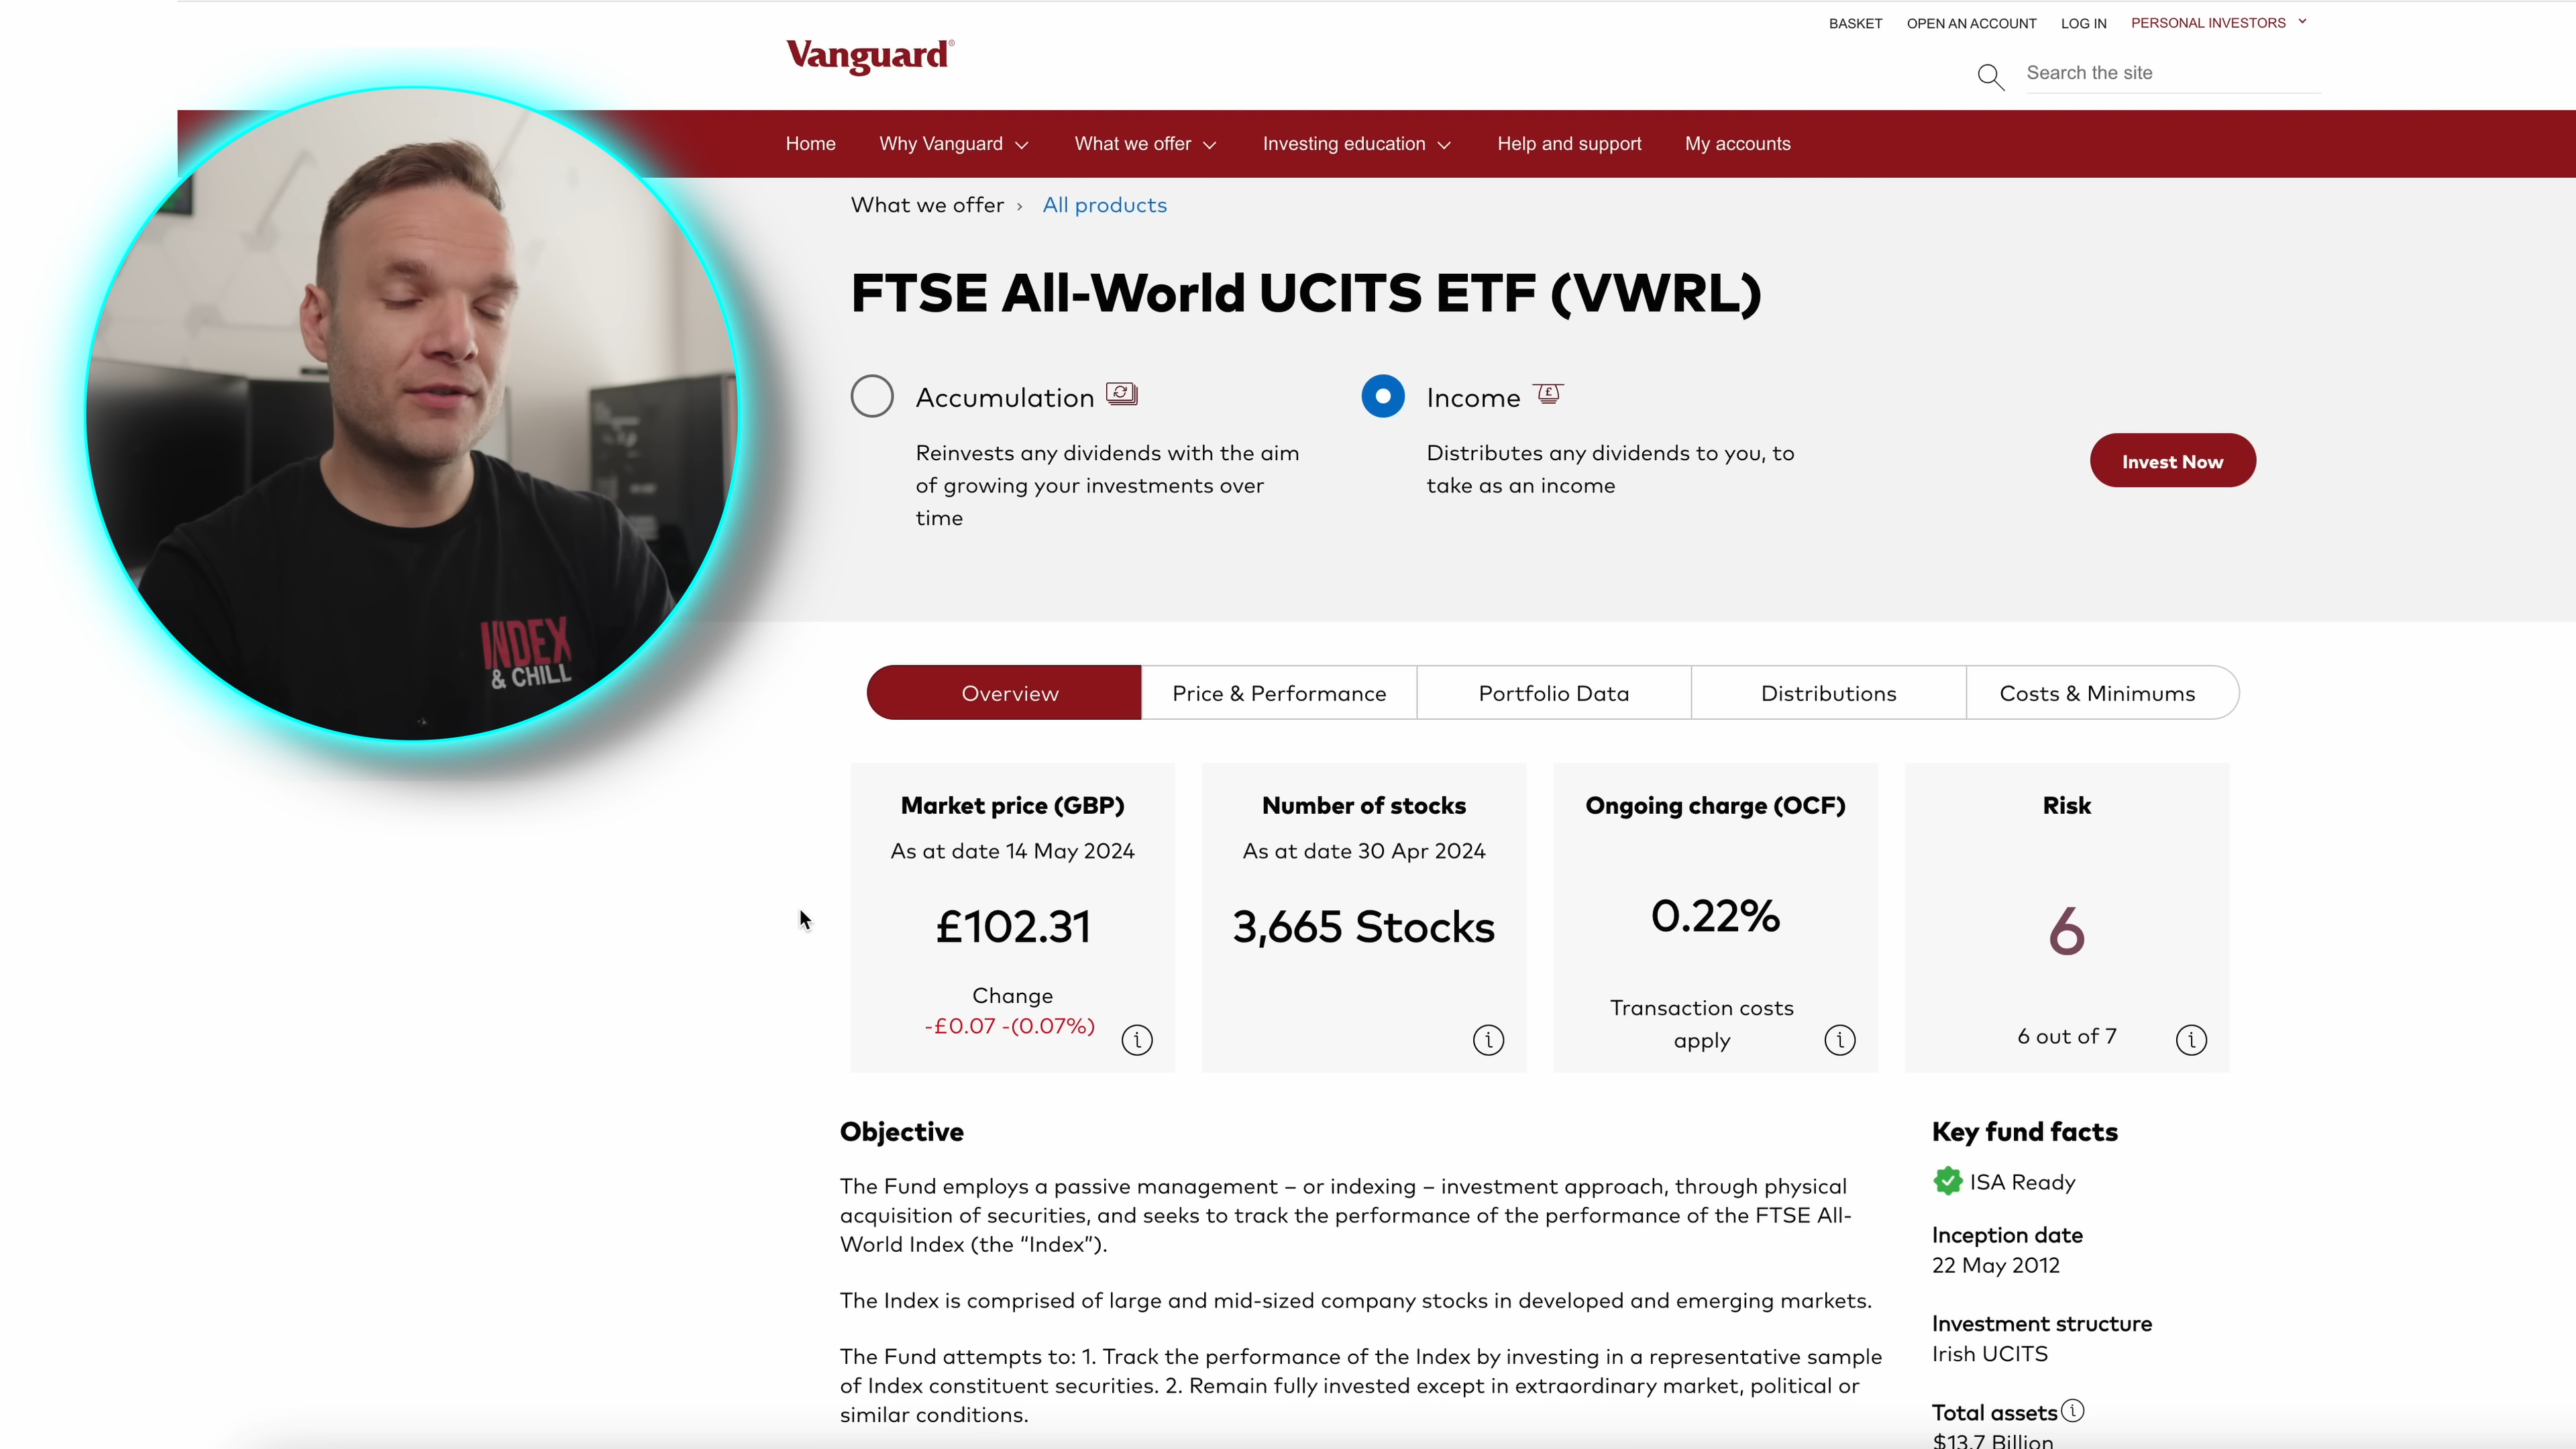 BASKET OPEN AN ACCOUNT LOG IN PERSONAL INVESTORS
Vanguard®
Search the site
Home Why Vanguard What we offer Investing education Help and support My accounts
What we offer › All products
FTSE All-World UCITS ETF (VWRL)
Accumulation
Reinvests any dividends with the aim
of growing your investments over
time
Income £
Distributes any dividends to you, to
take as an income
Invest Now
INDEX
& CHILL
Overview Price & Performance Portfolio Data Distributions Costs & Minimums
Market price (GBP)
As at date 14 May 2024
£102.31
Change
-£0.07 -(0.07%)
i
Number of stocks
As at date 30 Apr 2024
3,665 Stocks
i
Ongoing charge (OCF)
0.22%
Transaction costs
apply
i
Risk
6
6 out of 7
i
Objective
The Fund employs a passive management – or indexing – investment approach, through physical
acquisition of securities, and seeks to track the performance of the performance of the FTSE All-
World Index (the “Index”).
The Index is comprised of large and mid-sized company stocks in developed and emerging markets.
The Fund attempts to: 1. Track the performance of the Index by investing in a representative sample
of Index constituent securities. 2. Remain fully invested except in extraordinary market, political or
similar conditions.
Key fund facts
ISA Ready
Inception date
22 May 2012
Investment structure
Irish UCITS
Total assets i
$13.7 Billion